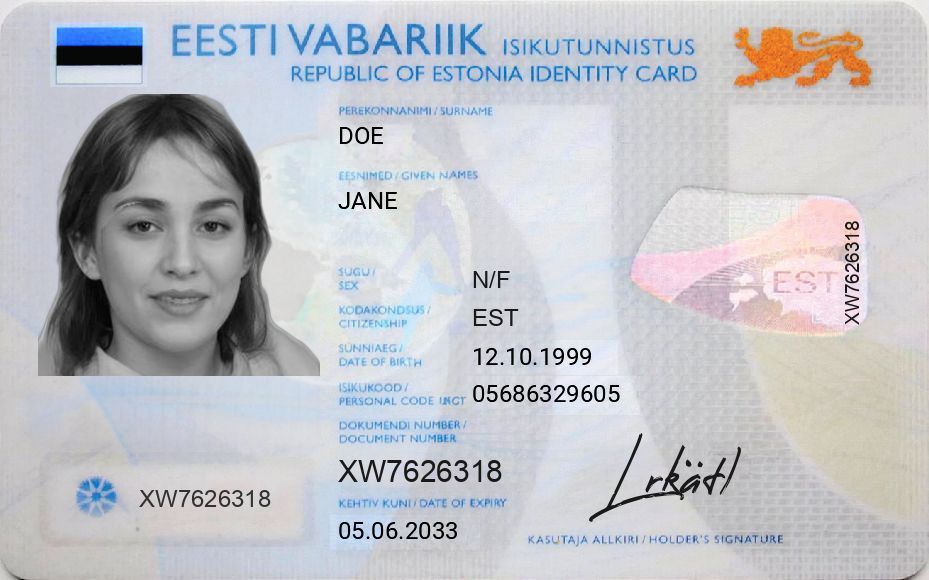 EESTI VABARIIK ISIKUTUNNISTUS
REPUBLIC OF ESTONIA IDENTITY CARD
PEREKONNANIMI / SURNAME
DOE
EESNIMED / GIVEN NAMES
JANE
SUGU /
SEX
N/F
KODAKONDSUS /
CITIZENSHIP
EST
SÜNNIAEG /
DATE OF BIRTH
12.10.1999
ISIKUKOOD /
PERSONAL CODE
05686329605
DOKUMENDI NUMBER /
DOCUMENT NUMBER
XW7626318
KEHTIV KUNI / DATE OF EXPIRY
05.06.2033
XW7626318
EST
XW7626318
KASUTAJA ALLKIRI / HOLDER'S SIGNATURE